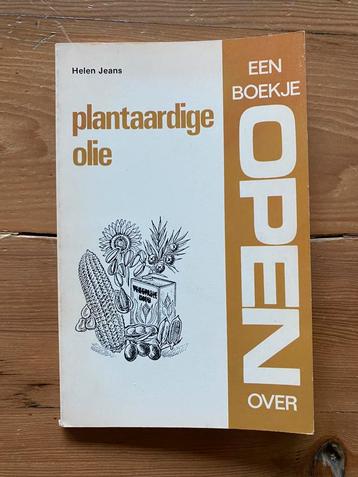 Helen Jeans
plantaardige
olie
EEN
BOEKJE
OPEN
OVER